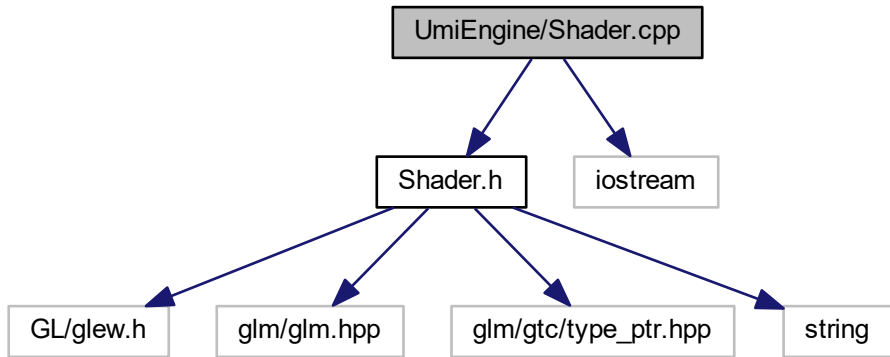 UmiEngine/Shader.cpp
Shader.h
iostream
GL/glew.h
glm/glm.hpp
glm/gtc/type_ptr.hpp
string